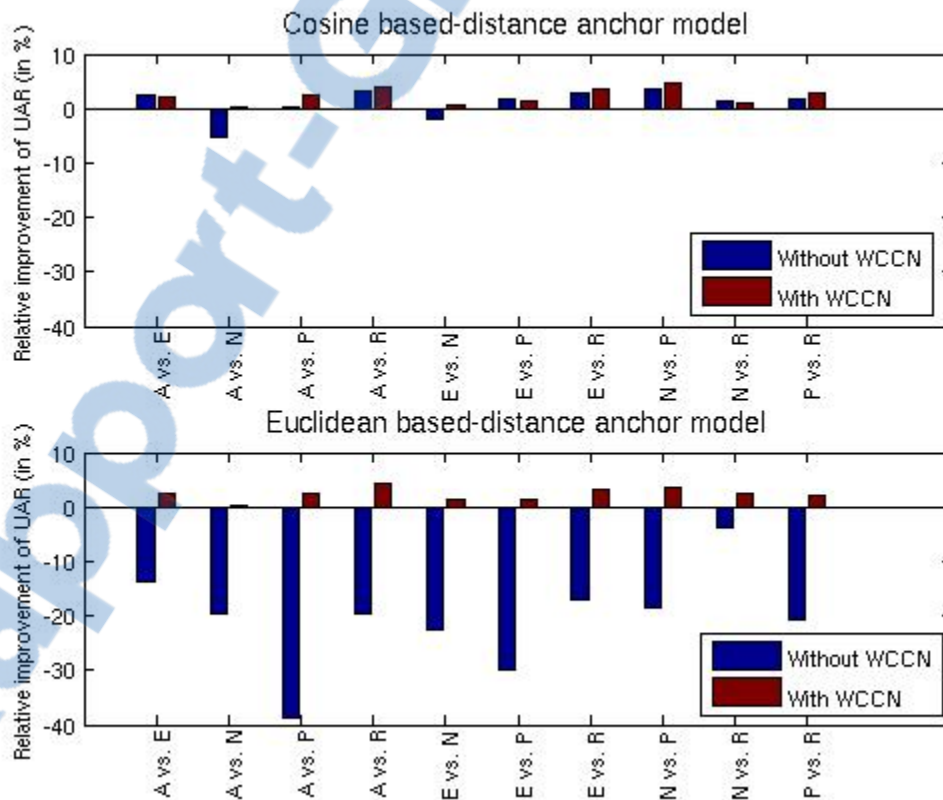 Cosine based-distance anchor model
Relative improvement of UAR (in %)
10
0
-10
-20
-30
-40
Without WCCN
With WCCN
A vs. E
A vs. N
A vs. P
A vs. R
E vs. N
E vs. P
E vs. R
N vs. P
N vs. R
P vs. R
Euclidean based-distance anchor model
Relative improvement of UAR (in %)
10
0
-10
-20
-30
-40
Without WCCN
With WCCN
A vs. E
A vs. N
A vs. P
A vs. R
E vs. N
E vs. P
E vs. R
N vs. P
N vs. R
P vs. R